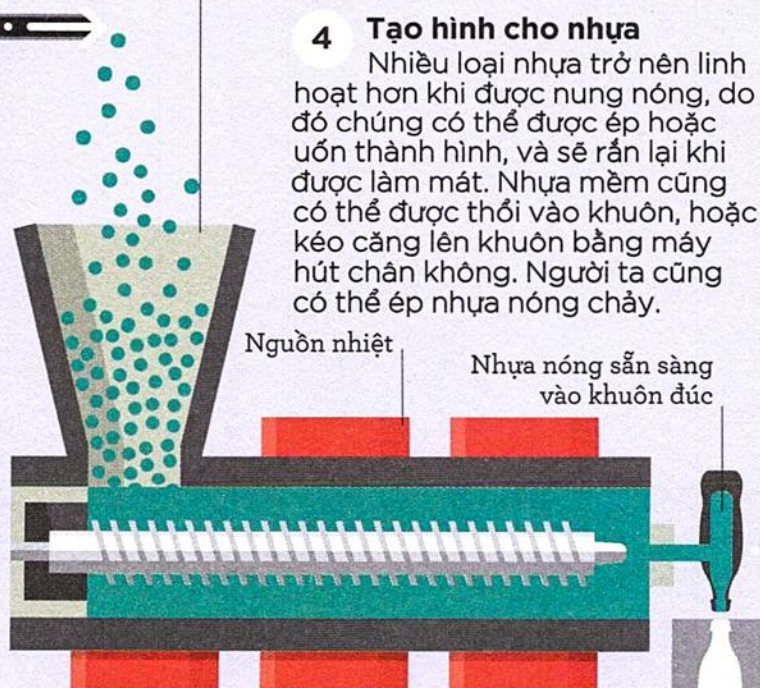 4 Tạo hình cho nhựa
Nhiều loại nhựa trở nên linh
hoạt hơn khi được nung nóng, do
đó chúng có thể được ép hoặc
uốn thành hình, và sẽ rắn lại khi
được làm mát. Nhựa mềm cũng
có thể được thổi vào khuôn, hoặc
kéo căng lên khuôn bằng máy
hút chân không. Người ta cũng
có thể ép nhựa nóng chảy.
Nguồn nhiệt
Nhựa nóng sẵn sàng
vào khuôn đúc